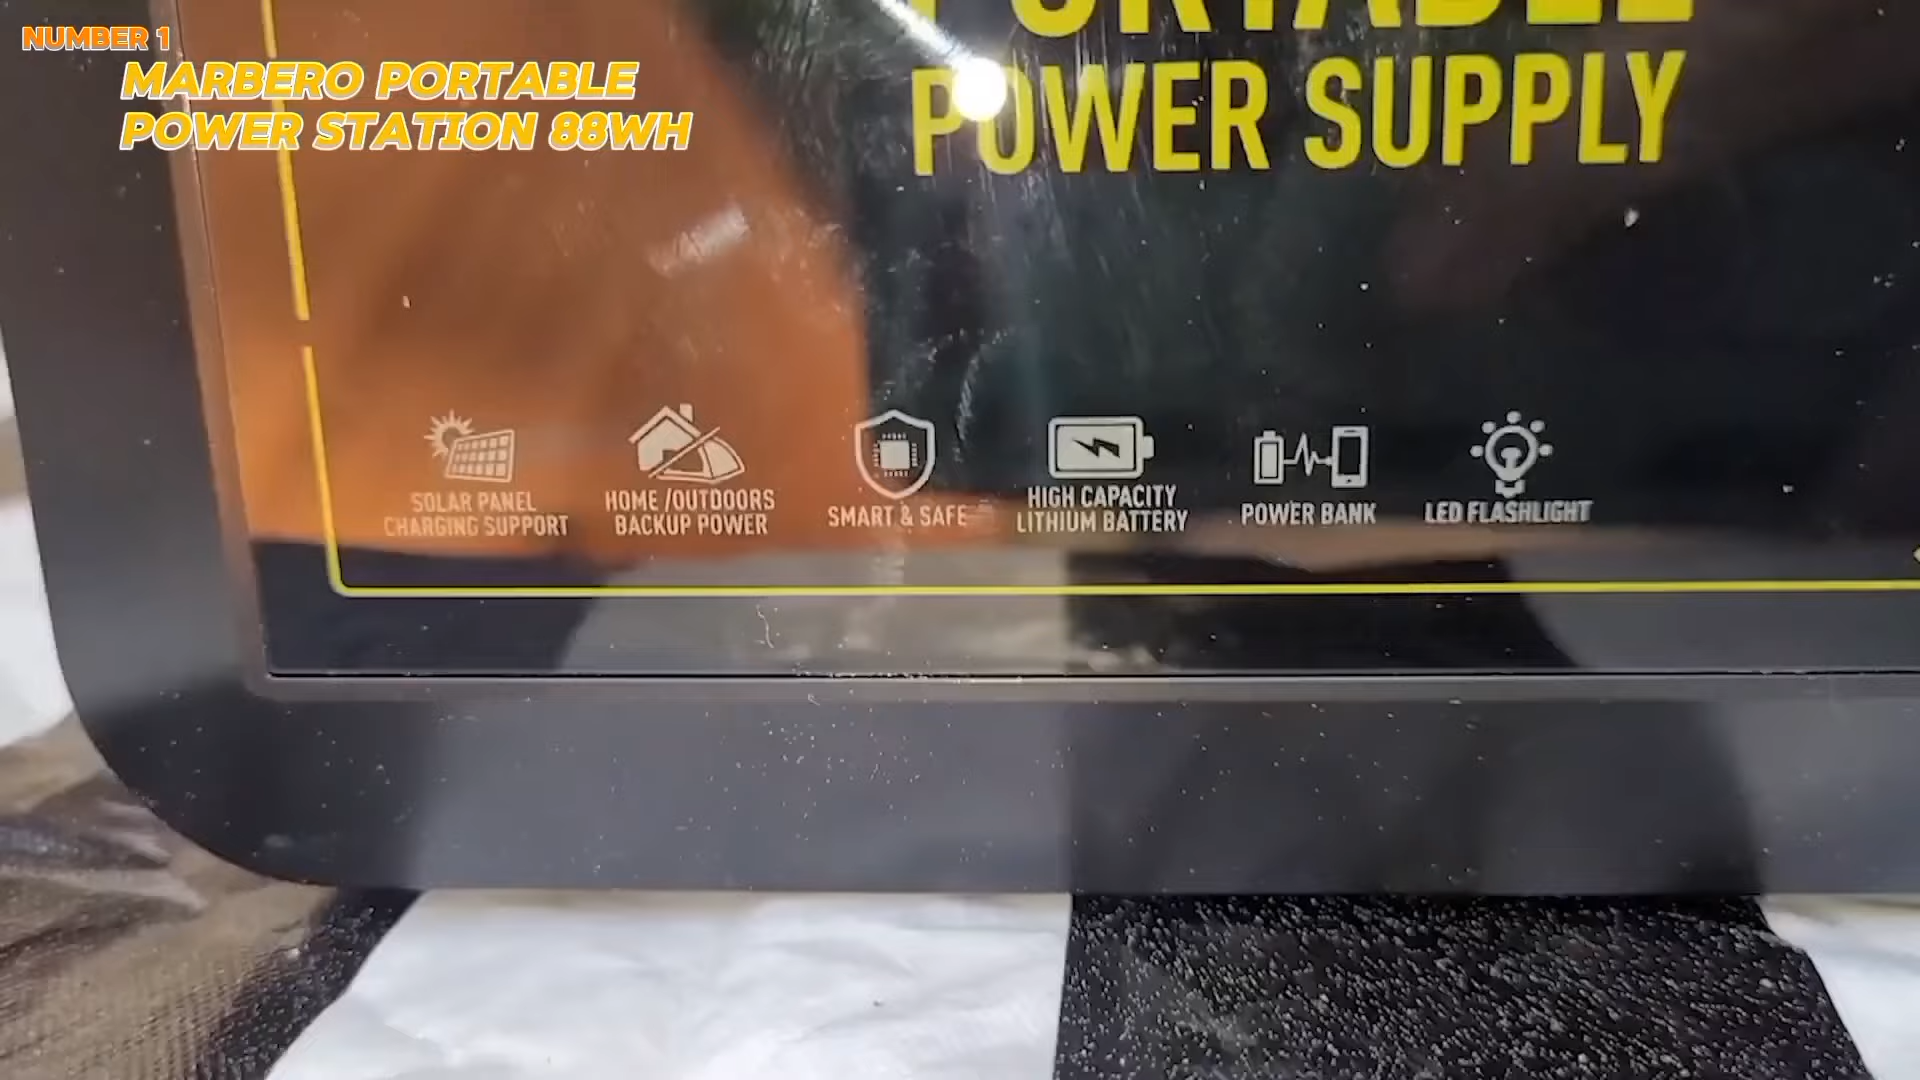 NUMBER 1
MARBERO PORTABLE
POWER STATION 88WH
PORTABLE
POWER SUPPLY
SOLAR PANEL
CHARGING SUPPORT
HOME /OUTDOORS
BACKUP POWER
SMART & SAFE
HIGH CAPACITY
LITHIUM BATTERY
POWER BANK
LED FLASHLIGHT